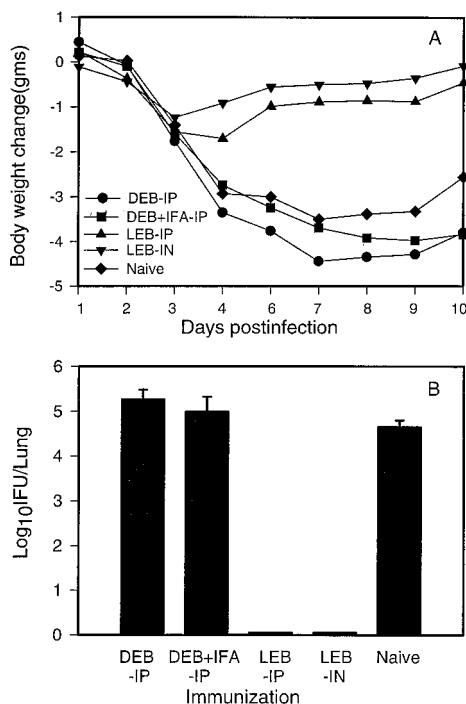 A
Body weight change(gms)
1
0
-1
-2
-3
-4
-5
DEB-IP
DEB+IFA-IP
LEB-IP
LEB-IN
Naive
1 2 3 4 5 6 7 8 9 10
Days postinfection
B
Log10IFU/Lung
6
5
4
3
2
1
0
DEB -IP
DEB+IFA -IP
LEB -IP
LEB -IN
Naive
Immunization